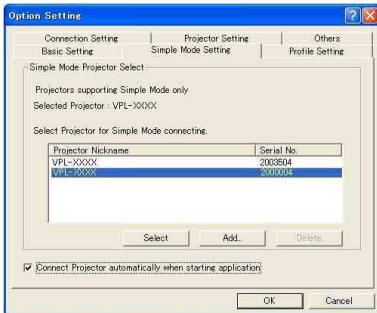 Option Setting
Connection Setting Projector Setting Others
Basic Setting Simple Mode Setting Profile Setting
Simple Mode Projector Select
Projectors supporting Simple Mode only
Selected Projector : VPL-XXXX
Select Projector for Simple Mode connecting.
Projector Nickname Serial No.
VPL-XXXX 2003504
VPL-XXXX 2000004
Select Add... Delete
Connect Projector automatically when starting application
OK Cancel